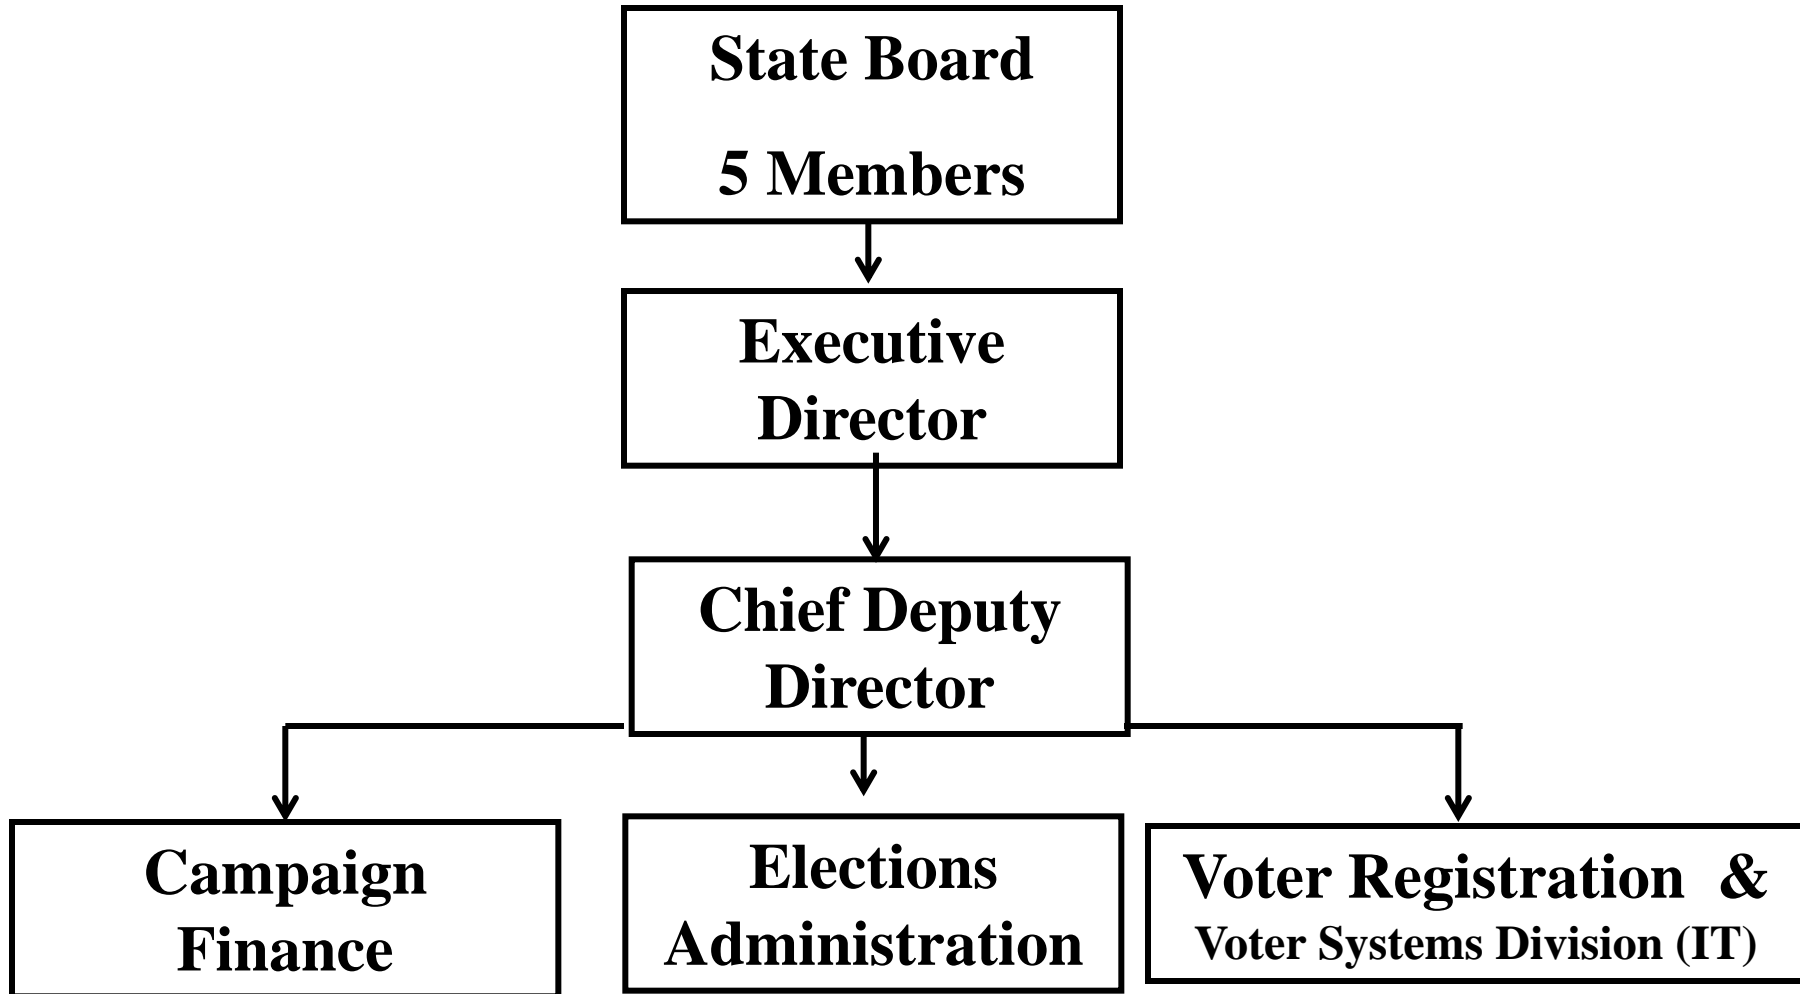 State Board
5 Members
Executive
Director
Chief Deputy
Director
Campaign
Finance
Elections
Administration
Voter Registration  &
Voter Systems Division (IT)